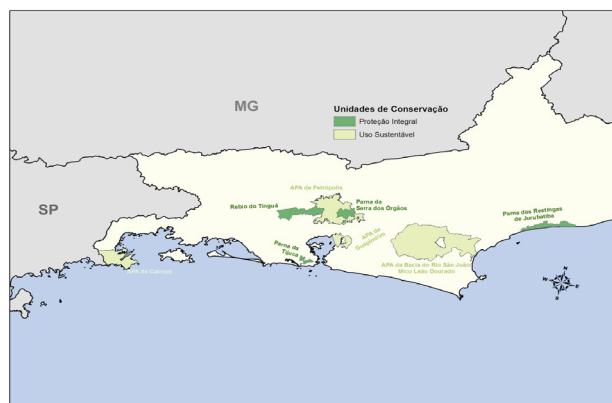 MG
Unidades de Conservação
Proteção Integral
Uso Sustentável
SP
APA de Petrópolis
Rebio do Tinguá
Parna da
Serra dos Órgãos
Parna das Restingas
de Jurubatiba
APA de
Guapimirim
Parna da
Tijuca
APA da Bacia do Rio São João
Mico Leão Dourado
APA de Cairuçu
N
W
E
S